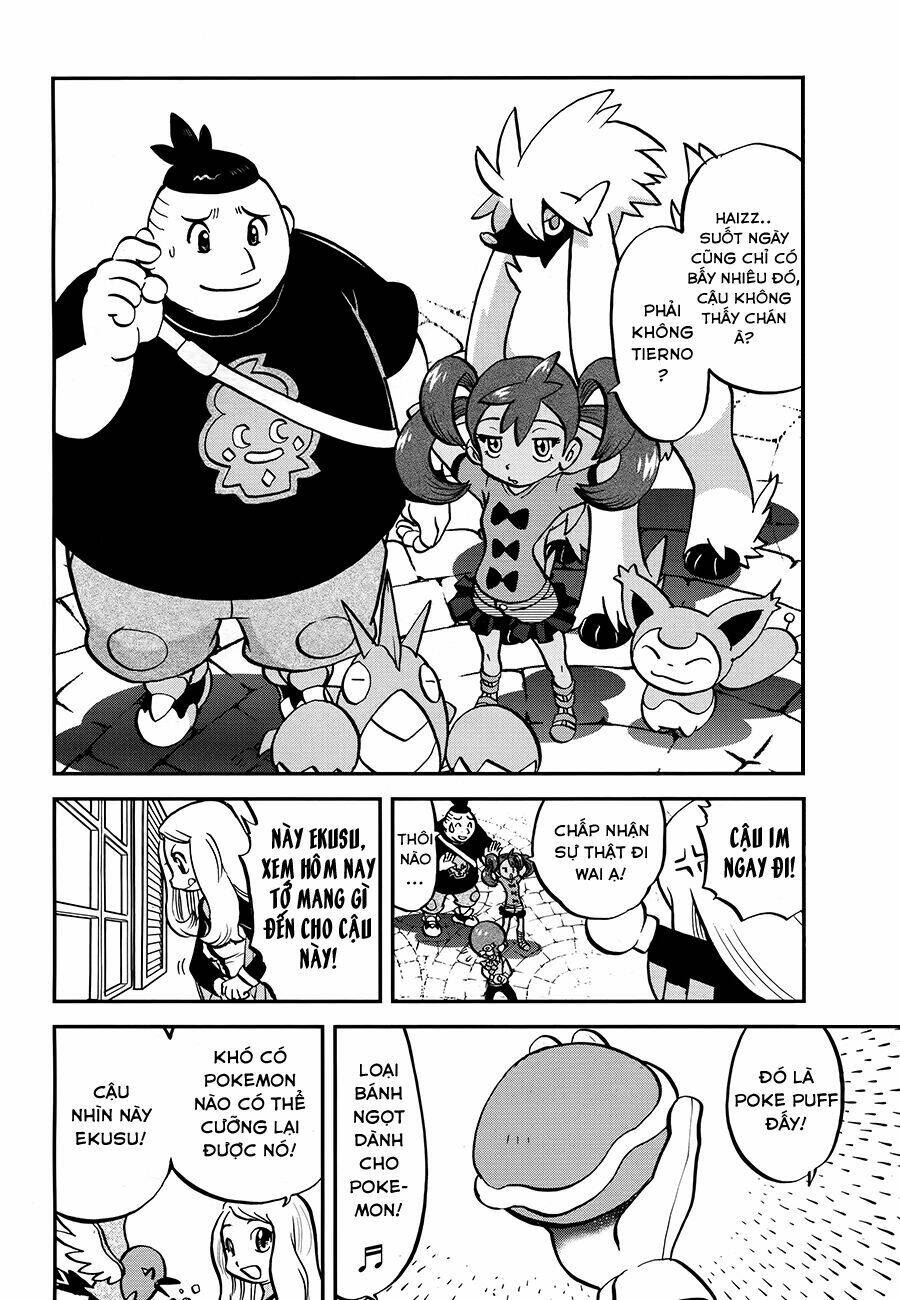 HAIZZ..
SUỐT NGÀY
CŨNG CHỈ CÓ
BẤY NHIÊU ĐÓ,
CẬU KHÔNG
THẤY CHÁN
À?
PHẢI
KHÔNG
TIERNO
?
CẬU IM
NGAY ĐI!
CHẤP NHẬN
SỰ THẬT ĐI
WAI Ạ!
THÔI
NÀO
...
NÀY EKUSU,
XEM HÔM NAY
TỚ MANG GÌ
ĐẾN CHO CẬU
NÀY!
ĐÓ LÀ
POKE PUFF
ĐẤY!
LOẠI
BÁNH
NGỌT
DÀNH
CHO
POKE-
MON!
KHÓ CÓ
POKEMON
NÀO CÓ THỂ
CƯỠNG LẠI
ĐƯỢC NÓ!
CẬU
NHÌN NÀY
EKUSU!